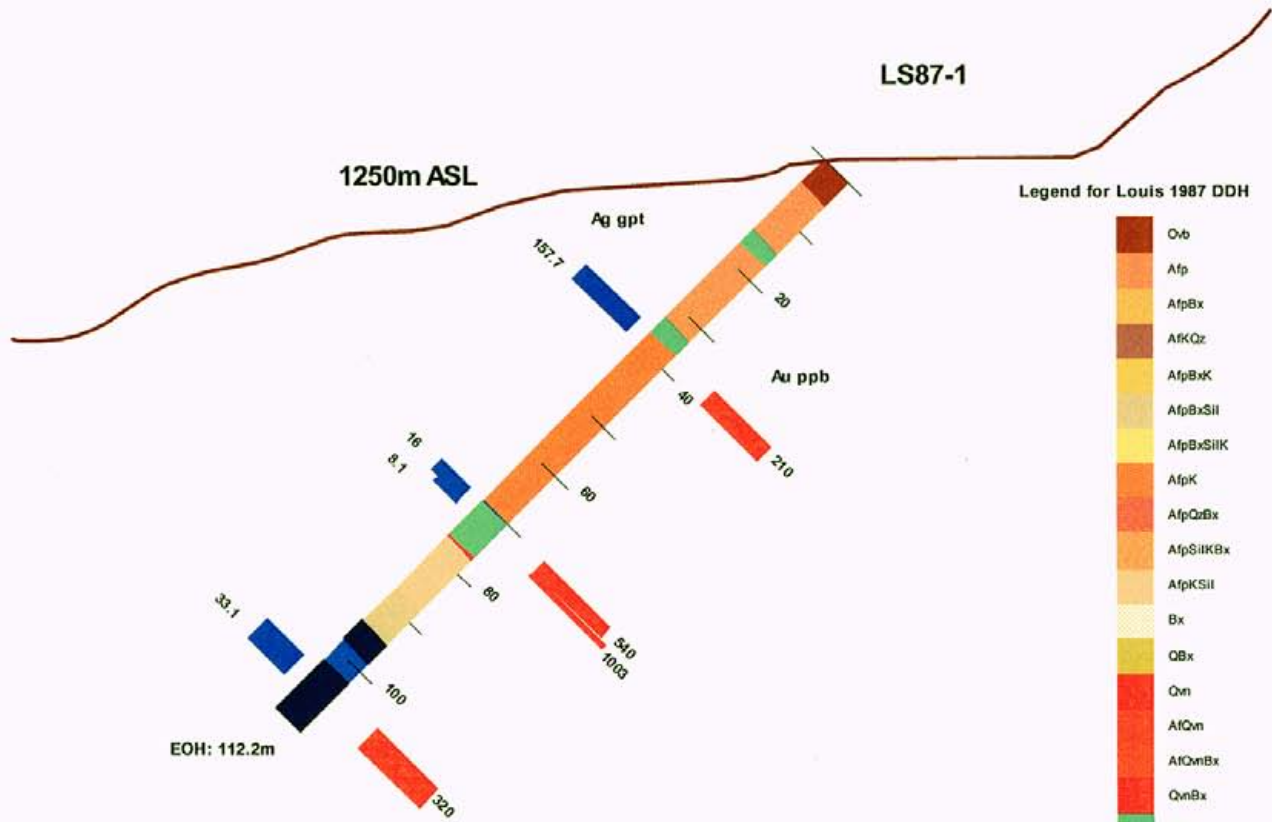 LS87-1
1250m ASL
Legend for Louis 1987 DDH
Ag gpt
157.7
20
Au ppb
40
210
16
8.1
60
80
540
1003
33.1
100
EOH: 112.2m
320
Ovb
Afp
AfpBx
AfKQz
AfpBxK
AfpBxSil
AfpBxSilK
AfpK
AfpQzBx
AfpSilKBx
AfpKSil
Bx
QBx
Qvn
AfQvn
AfQvnBx
QvnBx